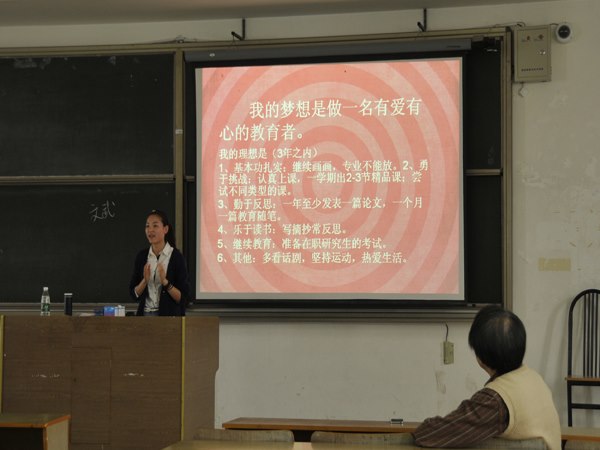 我的梦想是做一名有爱有
心的教育者。
我的理想是（3年之内）
1、基本功扎实：继续画画，专业不能放，2、勇
于挑战：认真上课，一学期出2-3节精品课；尝
试不同类型的课。
3、勤于反思：一年至少发表一篇论文，一个月
一篇教育随笔。
4、乐于读书：写摘抄常反思。
5、继续教育：准备在职研究生的考试。
6、其他：多看话剧，坚持运动，热爱生活。